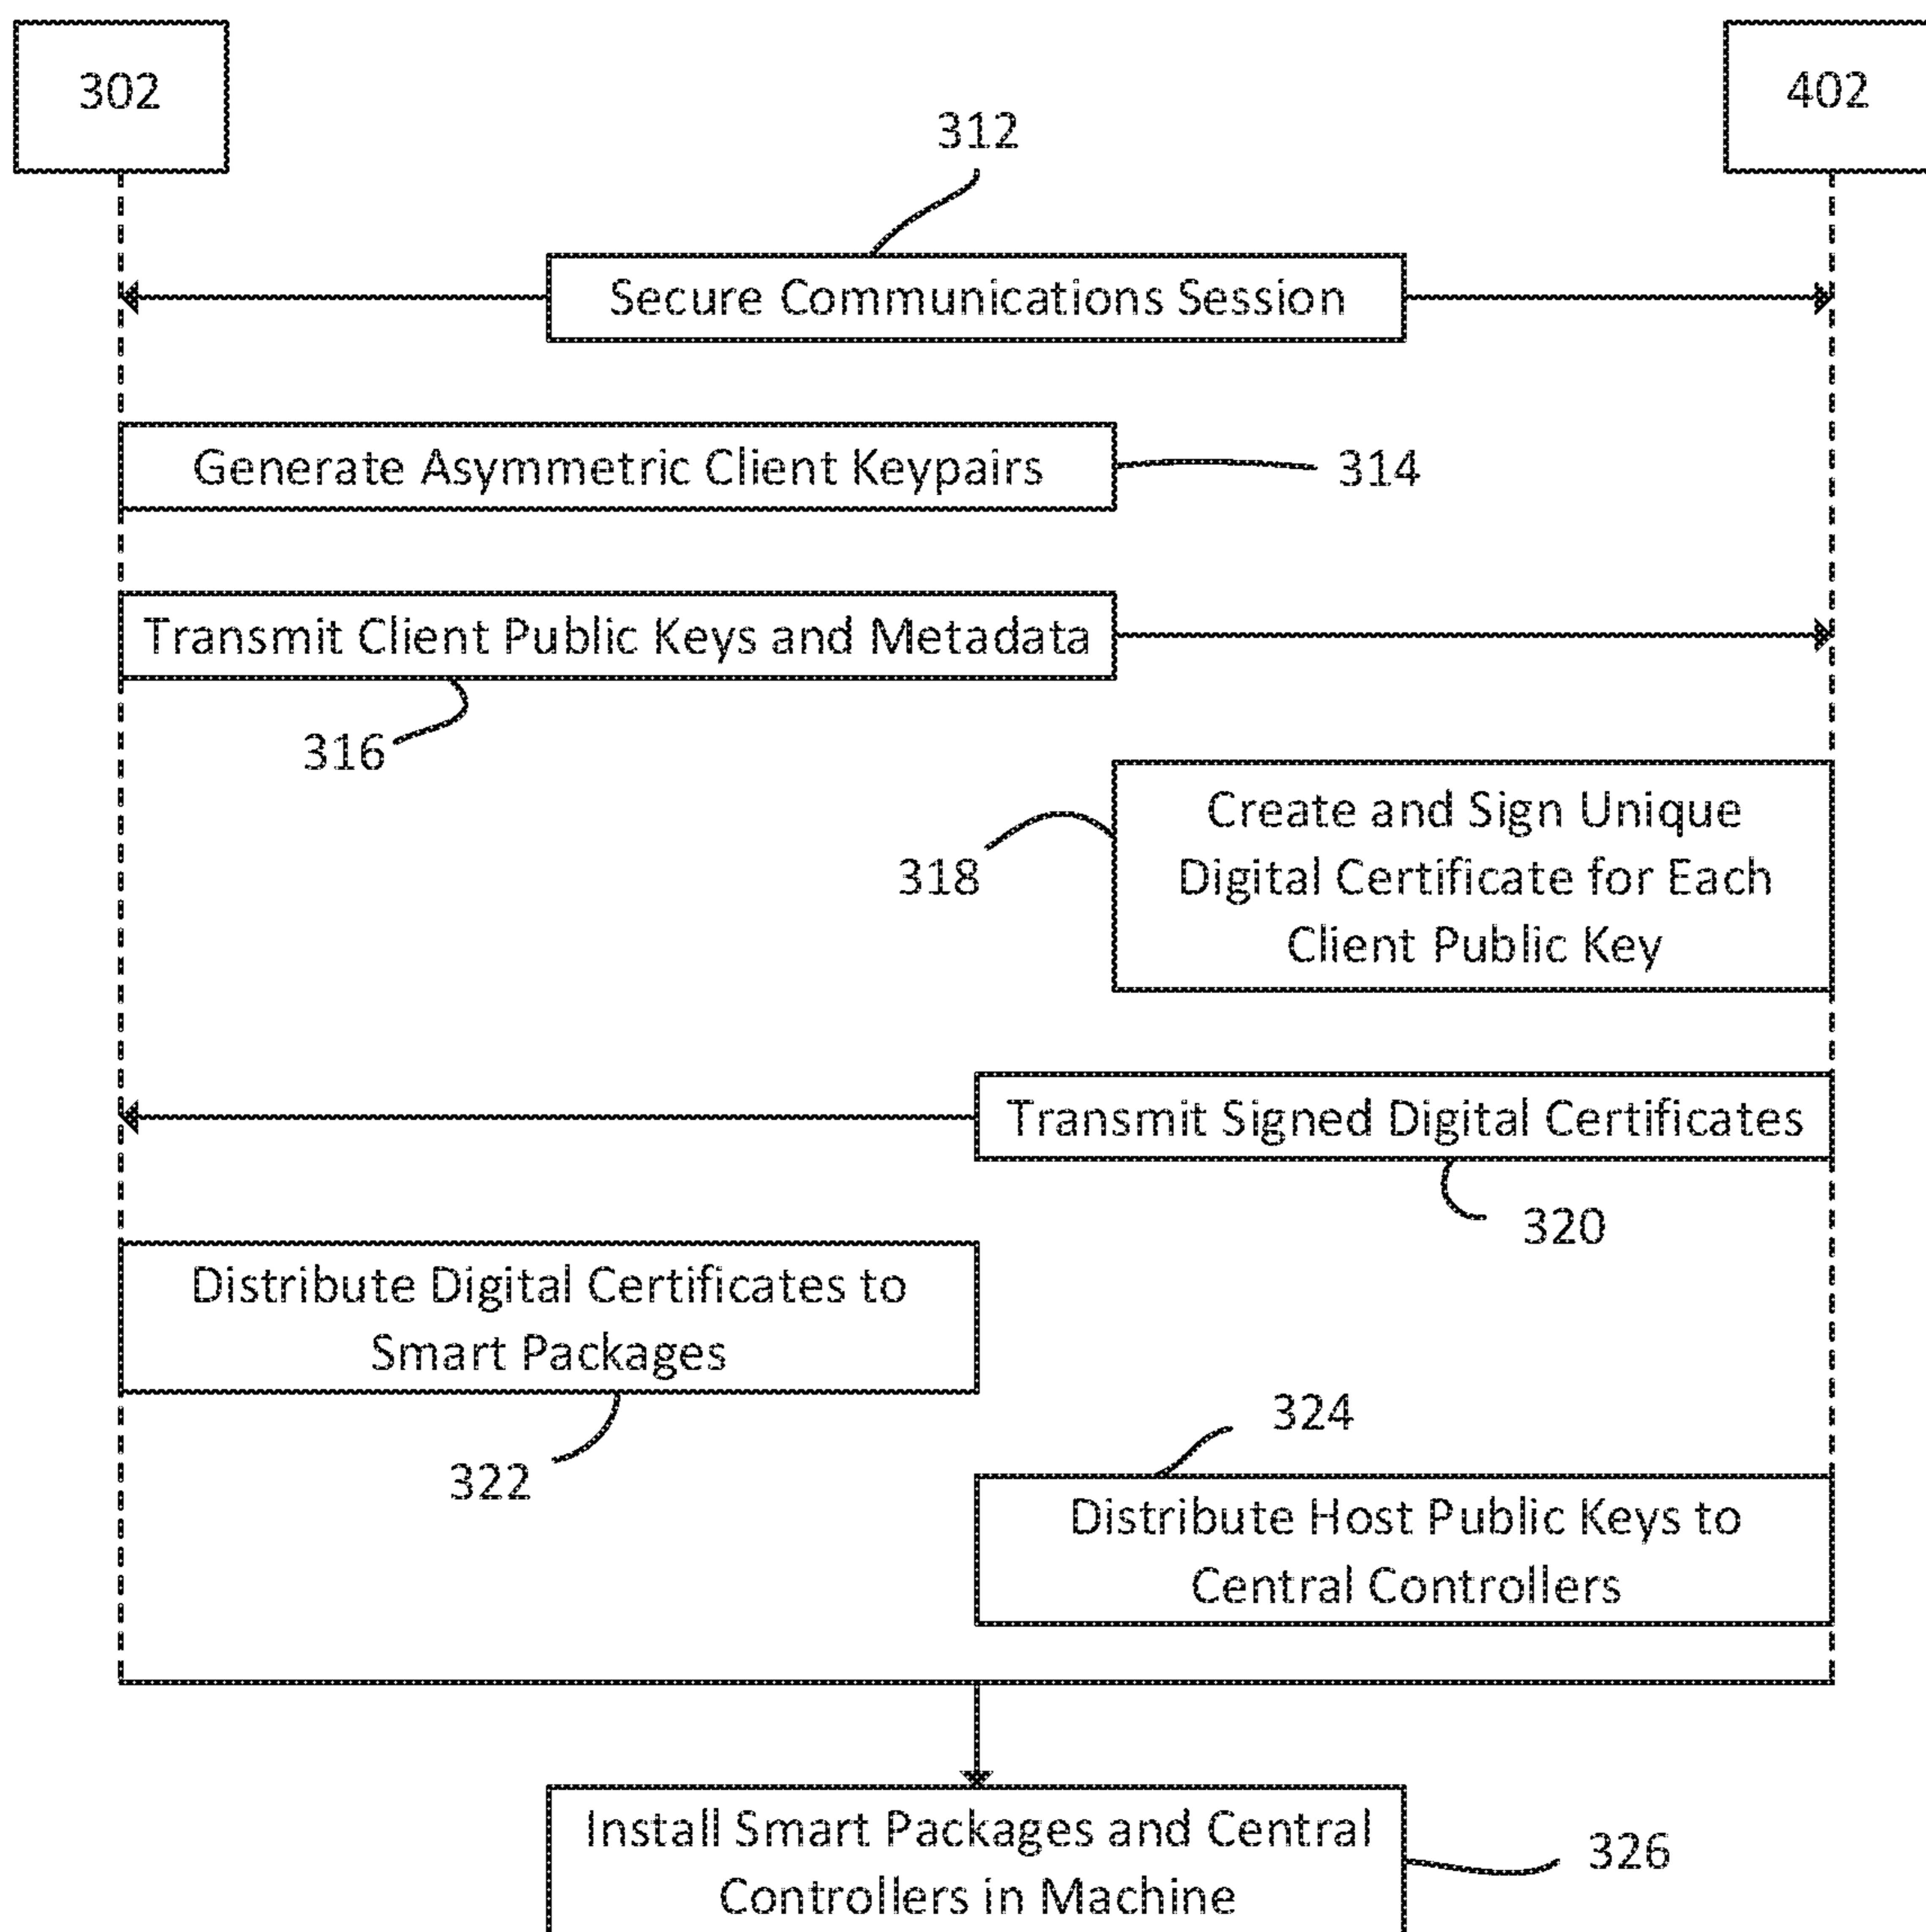 302
402
312
Secure Communications Session
Generate Asymmetric Client Keypairs
314
Transmit Client Public Keys and Metadata
316
Create and Sign Unique
Digital Certificate for Each
Client Public Key
318
Transmit Signed Digital Certificates
320
Distribute Digital Certificates to
Smart Packages
322
324
Distribute Host Public Keys to
Central Controllers
Install Smart Packages and Central
Controllers in Machine
326